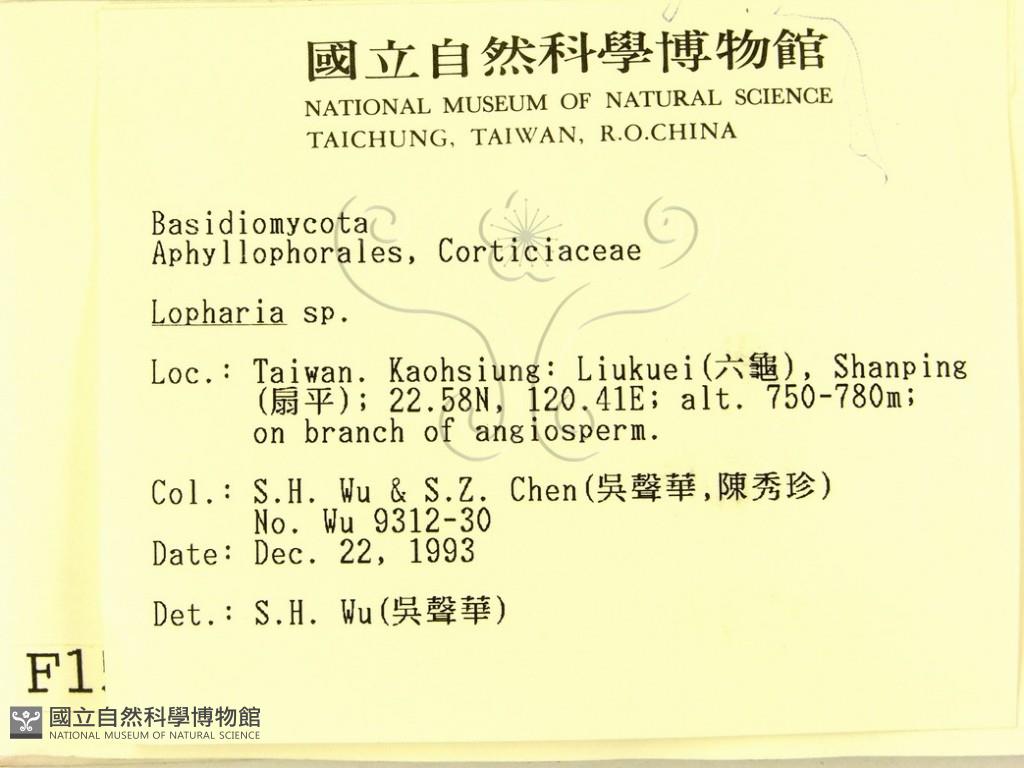 國立自然科學博物館
NATIONAL MUSEUM OF NATURAL SCIENCE
TAICHUNG, TAIWAN, R.O.CHINA
Basidiomycota
Aphyllophorales, Corticiaceae
Lopharia sp.
Loc.: Taiwan. Kaohsiung: Liukuei(六龜), Shanping
(扇平); 22.58N, 120.41E; alt. 750-780m;
on branch of angiosperm.
Col.: S.H. Wu & S.Z. Chen(吳聲華,陳秀珍)
No. Wu 9312-30
Date: Dec. 22, 1993
Det.: S.H. Wu(吳聲華)
國立自然科學博物館
NATIONAL MUSEUM OF NATURAL SCIENCE